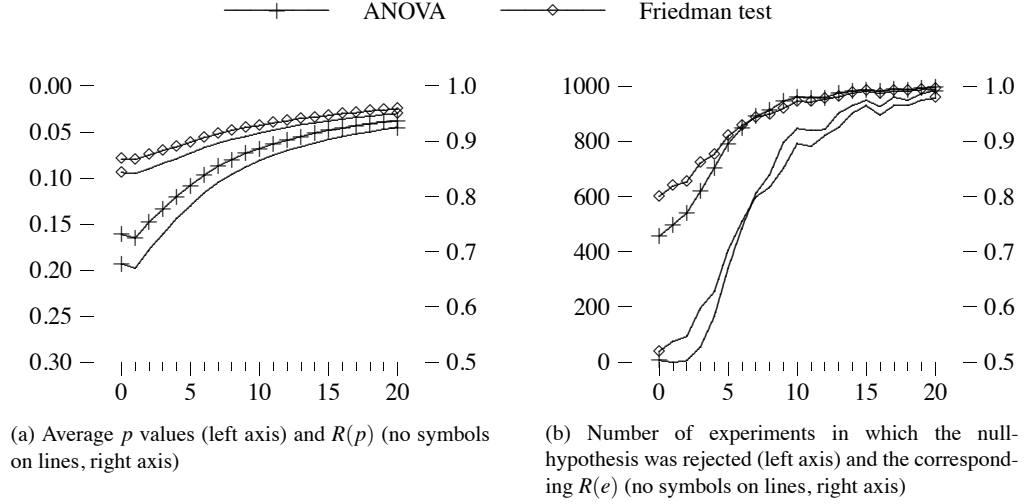 ANOVA Friedman test
0.00 1.0 1000 1.0
0.05 0.9 800 0.9
0.10 0.8 600 0.8
0.15
0.20 0.7 400 0.7
0.25 0.6 200 0.6
0.30 0.5 0 0.5
0 5 10 15 20 0 5 10 15 20
(a) Average p values (left axis) and R(p) (no symbols
on lines, right axis)
(b) Number of experiments in which the null-
hypothesis was rejected (left axis) and the correspond-
ing R(e) (no symbols on lines, right axis)